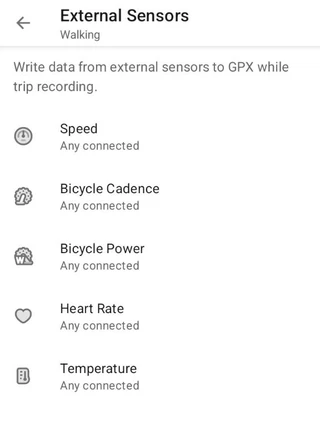 External Sensors
Walking
Write data from external sensors to GPX while
trip recording.
Speed
Any connected
Bicycle Cadence
Any connected
Bicycle Power
Any connected
Heart Rate
Any connected
Temperature
Any connected